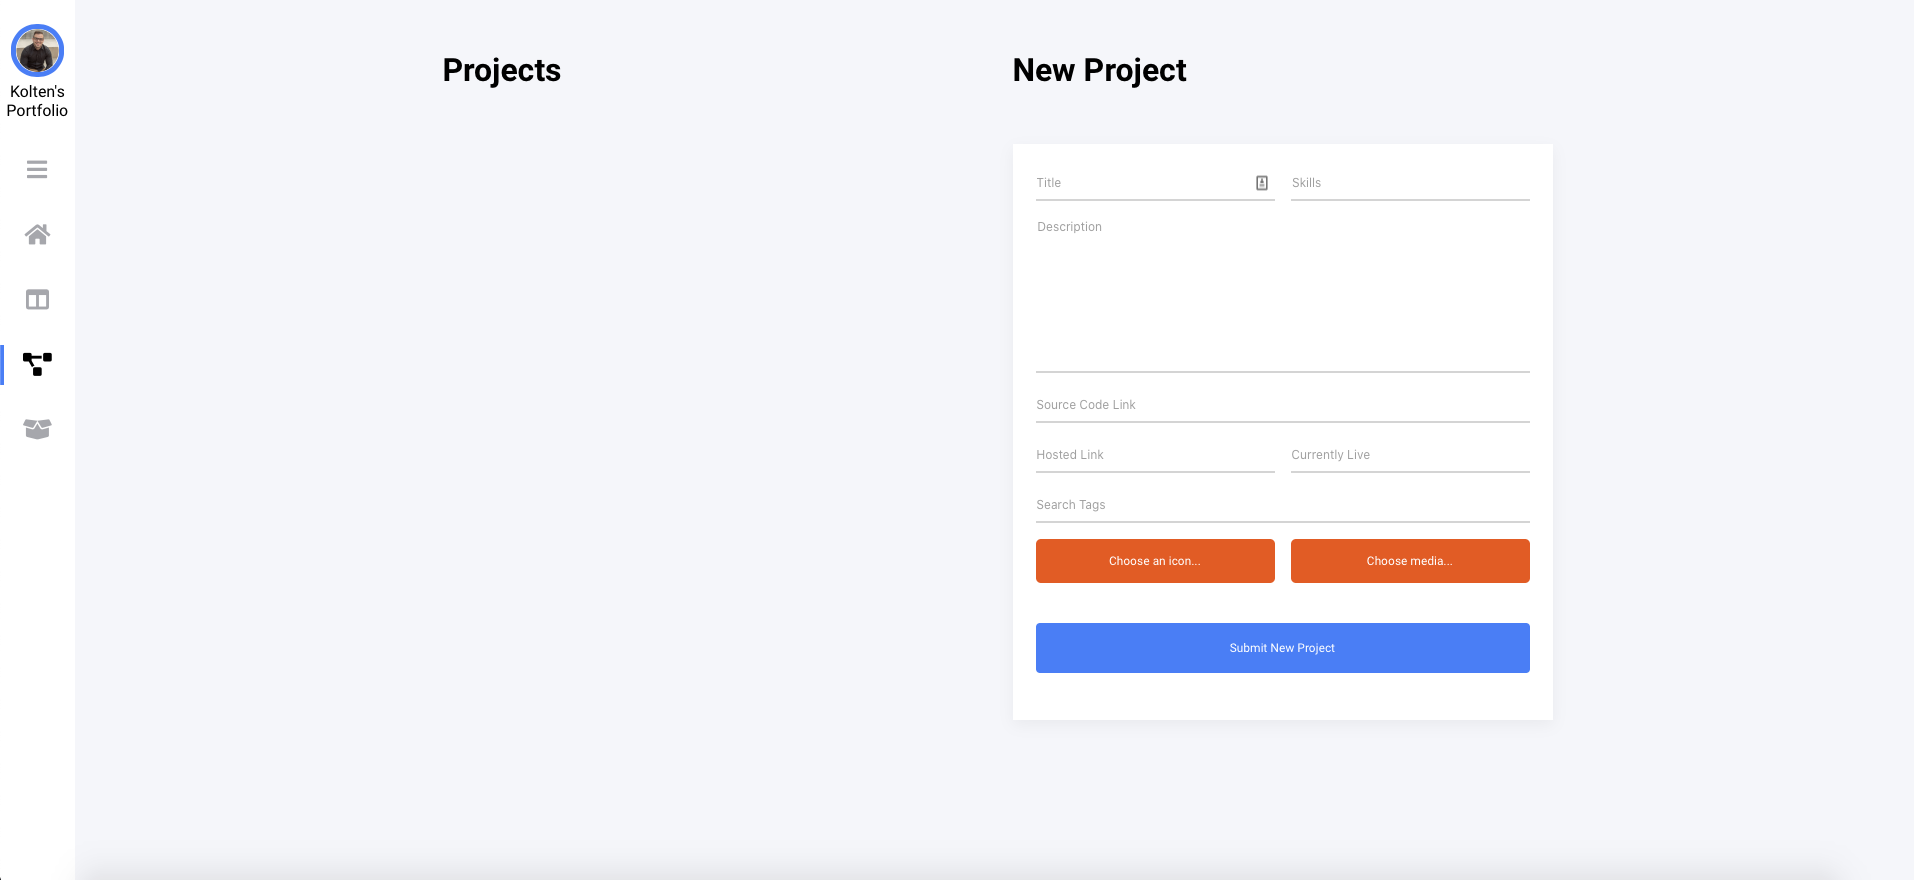 Kolten's
Portfolio
Projects
New Project
Title
Skills
Description
Source Code Link
Hosted Link
Currently Live
Search Tags
Choose an icon...
Choose media...
Submit New Project